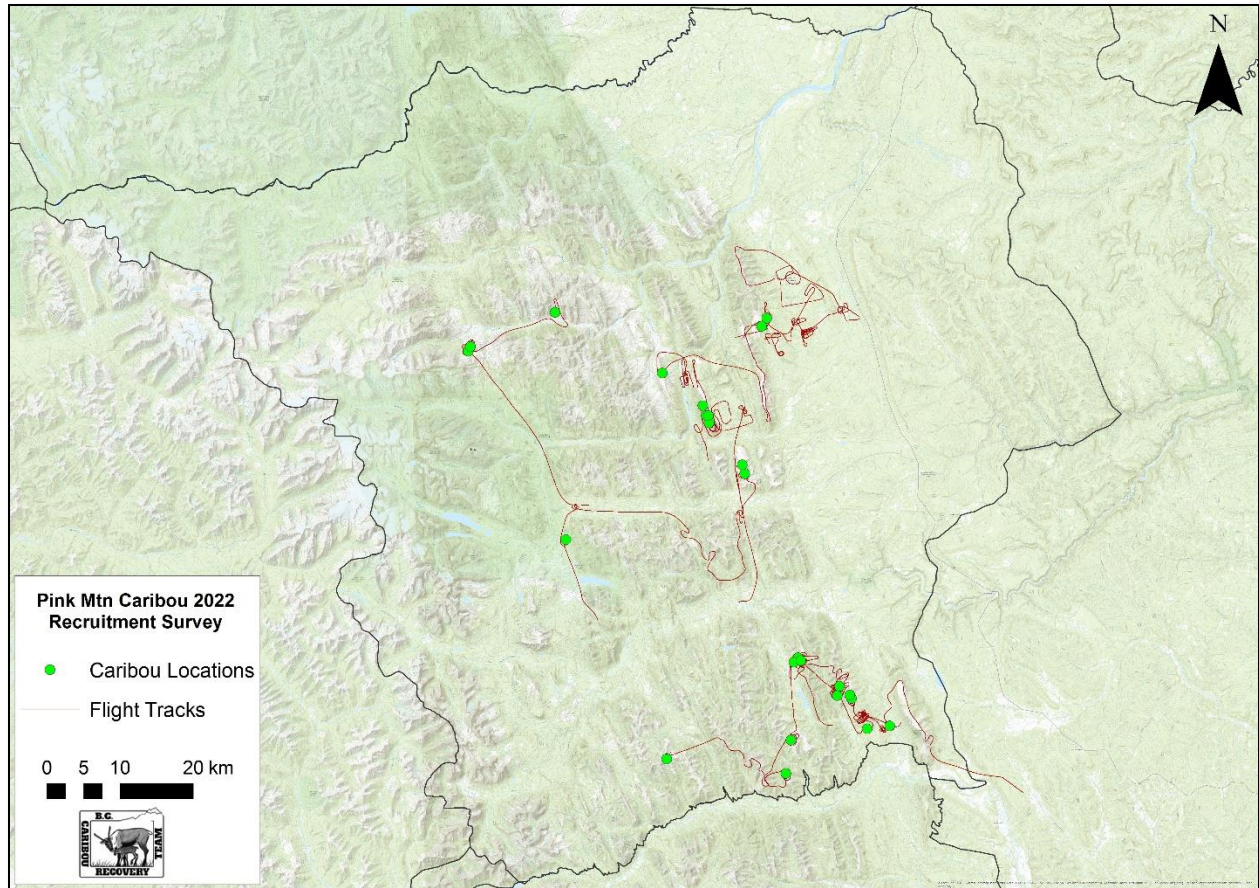 N
Pink Mtn Caribou 2022
Recruitment Survey
Caribou Locations
Flight Tracks
0 5 10 20 km
B.C.
CARIBOU
TEAM
RECOVERY